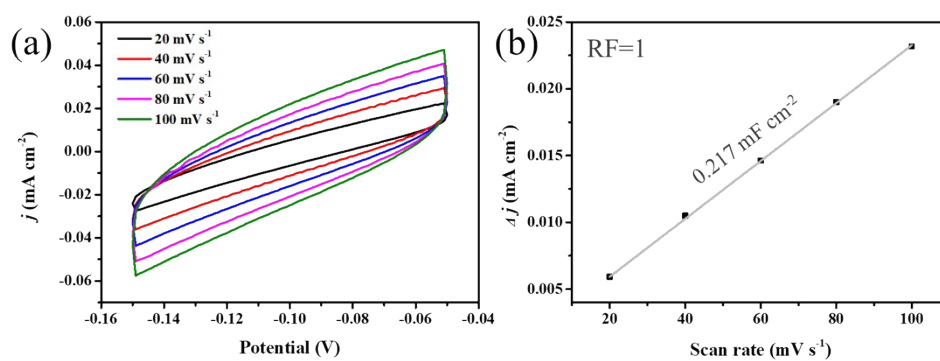 (a)
20 mV s⁻¹
40 mV s⁻¹
60 mV s⁻¹
80 mV s⁻¹
100 mV s⁻¹
0.06
0.04
0.02
0.00
-0.02
-0.04
-0.06
j (mA cm⁻²)
-0.16
-0.14
-0.12
-0.10
-0.08
-0.06
-0.04
Potential (V)
(b)
RF=1
0.217 mF cm⁻²
0.025
0.020
0.015
0.010
0.005
Δj (mA cm⁻²)
20
40
60
80
100
Scan rate (mV s⁻¹)